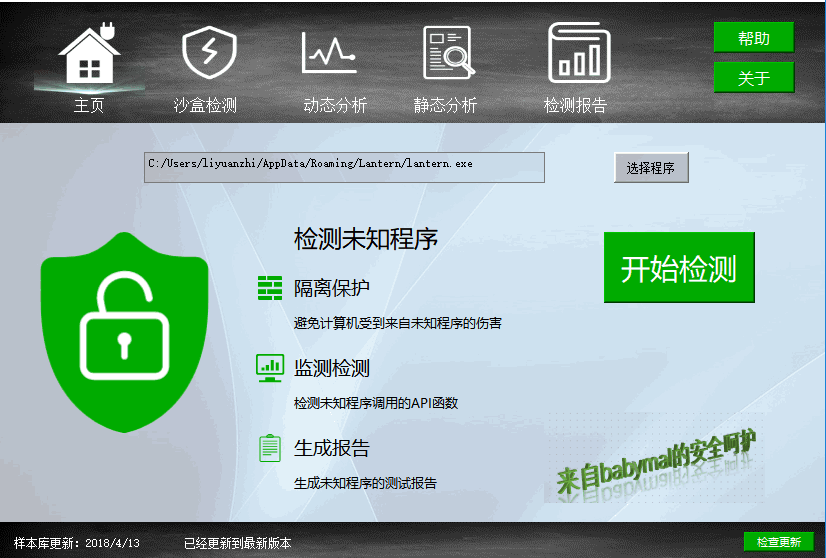 帮助
关于
主页
沙盒检测
动态分析
静态分析
检测报告
C:/Users/liyuanzhi/AppData/Roaming/Lantern/lantern.exe
选择程序
检测未知程序
开始检测
隔离保护
避免计算机受到来自未知程序的伤害
监测检测
检测未知程序调用的API函数
生成报告
生成未知程序的测试报告
来自babymal的安全呵护
样本库更新：2018/4/13
已经更新到最新版本
检查更新